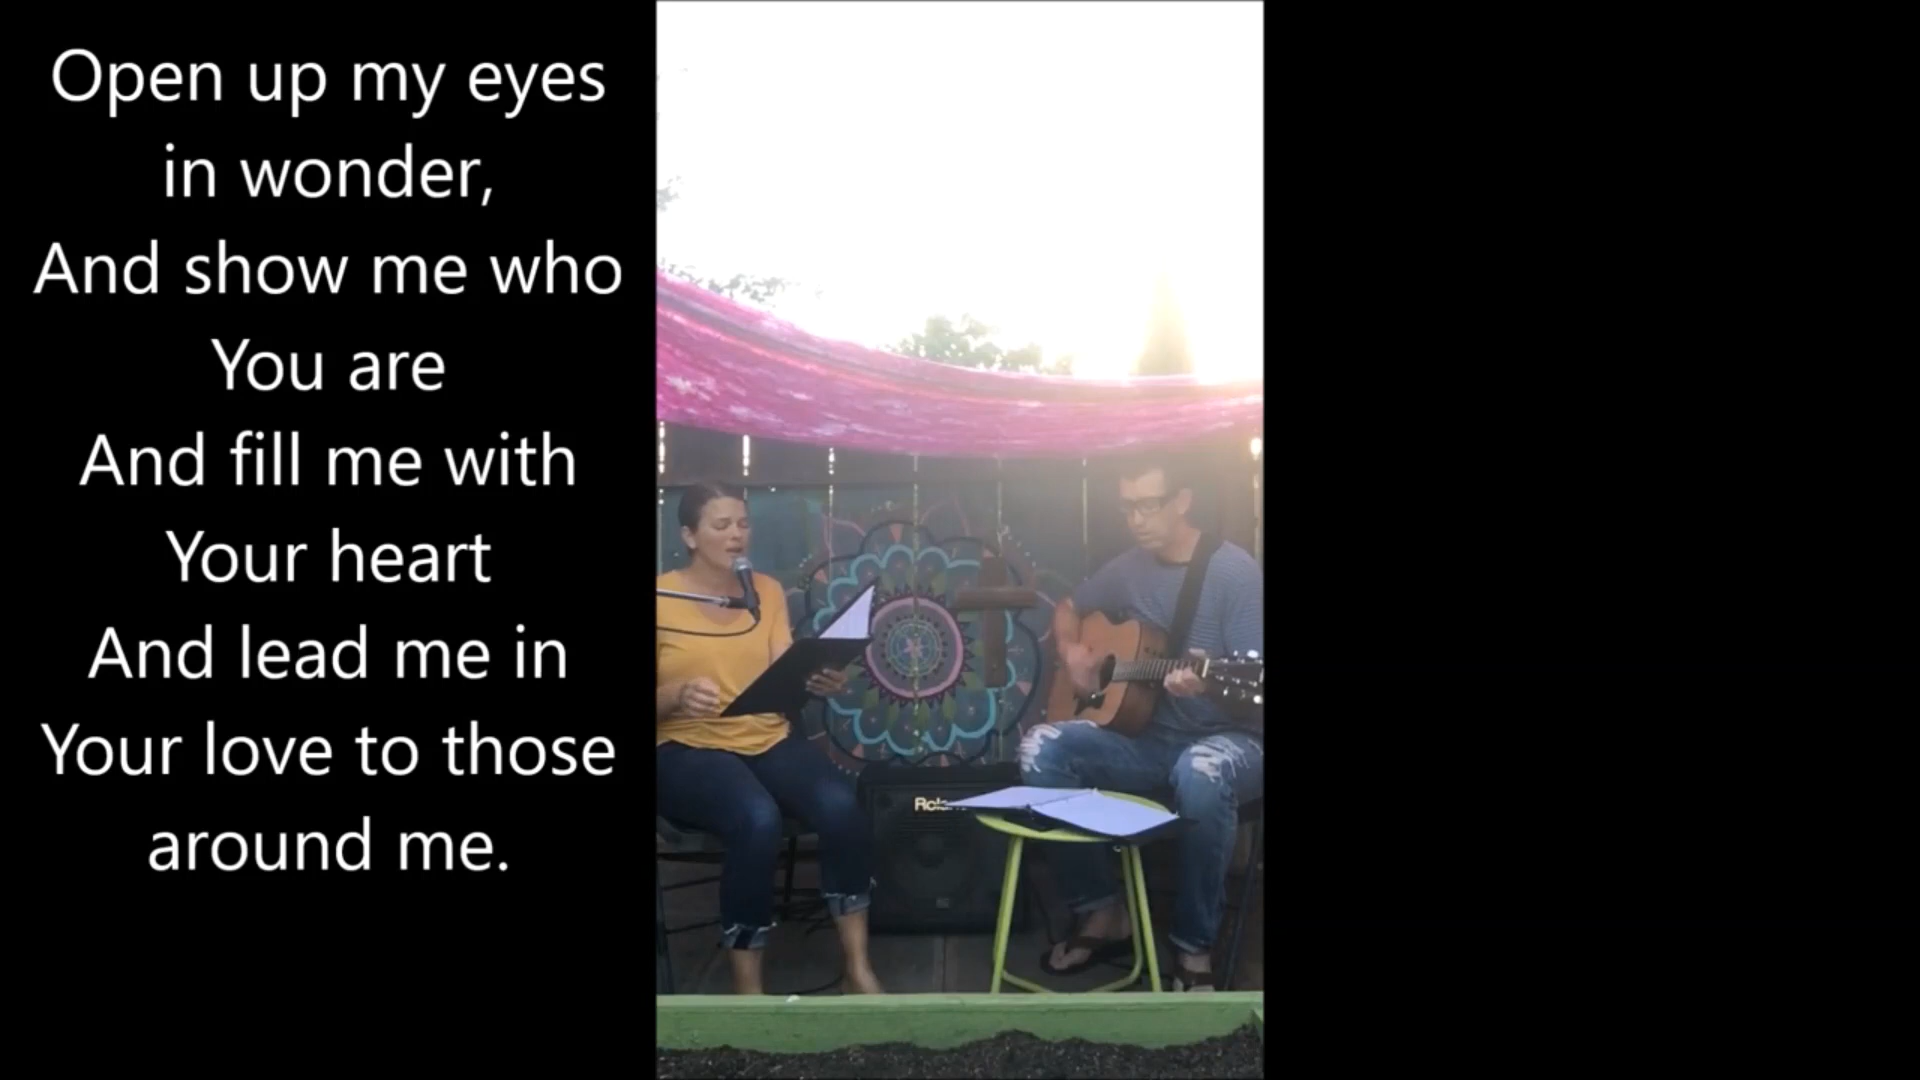 Open up my eyes
in wonder,
And show me who
You are
And fill me with
Your heart
And lead me in
Your love to those
around me.